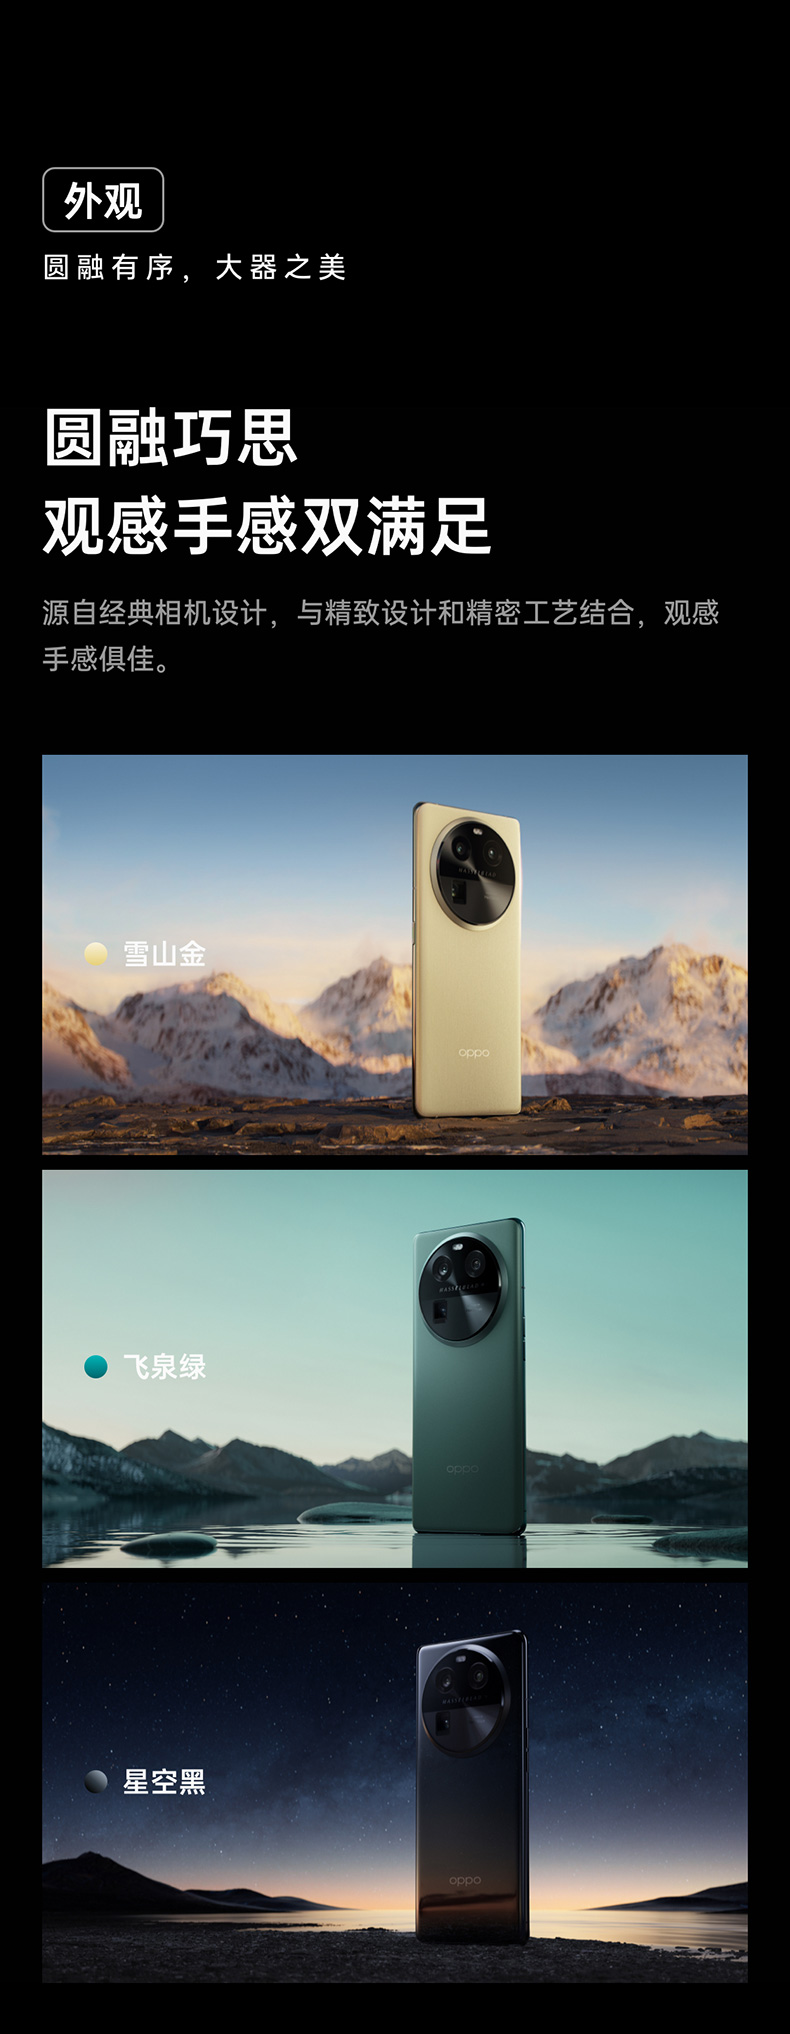 外观
圆融有序，大器之美
圆融巧思
观感手感双满足
源自经典相机设计，与精致设计和精密工艺结合，观感
手感俱佳。
HASSELBLAD
雪山金
oppo
HASSELBLAD
飞泉绿
oppo
HASSELBLAD
星空黑
oppo